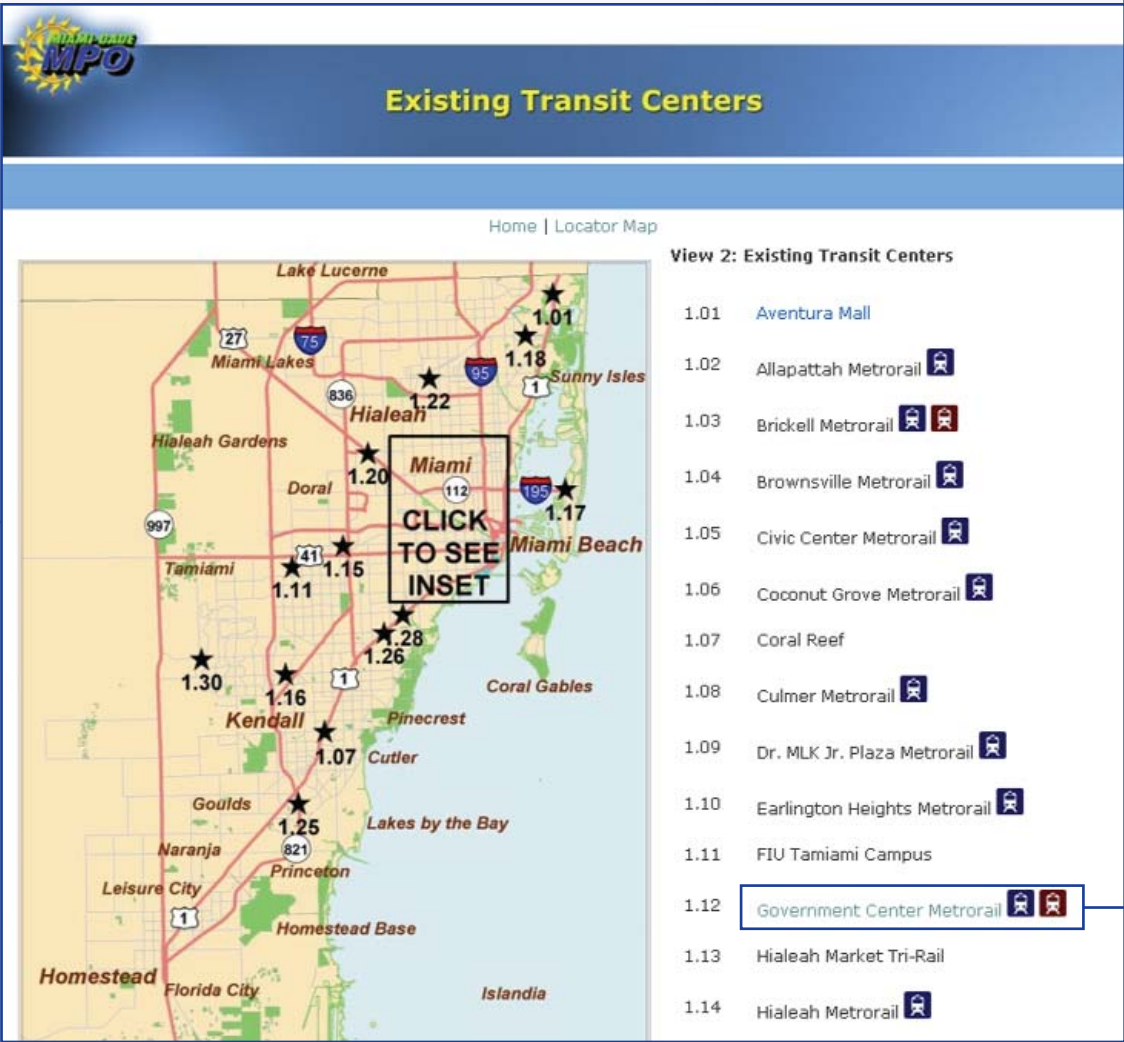 MIAMI-DADE
MPO
Existing Transit Centers
Home | Locator Map
View 2: Existing Transit Centers
1.01 Aventura Mall
1.02 Allapattah Metrorail
1.03 Brickell Metrorail
1.04 Brownsville Metrorail
1.05 Civic Center Metrorail
1.06 Coconut Grove Metrorail
1.07 Coral Reef
1.08 Culmer Metrorail
1.09 Dr. MLK Jr. Plaza Metrorail
1.10 Earlington Heights Metrorail
1.11 FIU Tamiami Campus
1.12 Government Center Metrorail
1.13 Hialeah Market Tri-Rail
1.14 Hialeah Metrorail
Lake Lucerne
1.01
27
75
1.18
Miami Lakes
95
Sunny Isles
1
836
1.22
Hialeah
Hialeah Gardens
1.20
Miami
Doral
112
195
1.17
997
CLICK
TO SEE
INSET
Miami Beach
41
1.15
Tamiami
1.11
1.28
1.26
1.30
1.16
1
Coral Gables
Kendall
Pinecrest
1.07
Cutler
Goulds
1.25
Lakes by the Bay
Naranja
821
Princeton
Leisure City
1
Homestead Base
Homestead
Florida City
Islandia